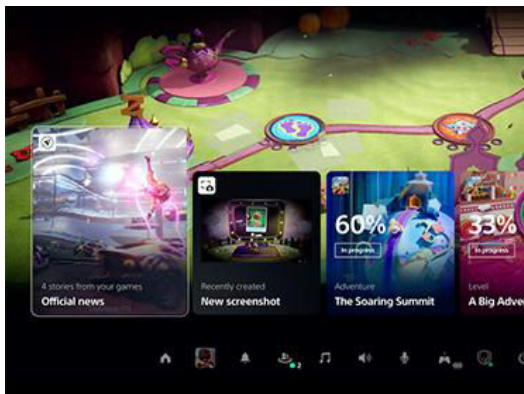 4 stories from your games
Official news
Recently created
New screenshot
60%
In progress
Adventure
The Soaring Summit
33%
In progress
Level
A Big Adve
2